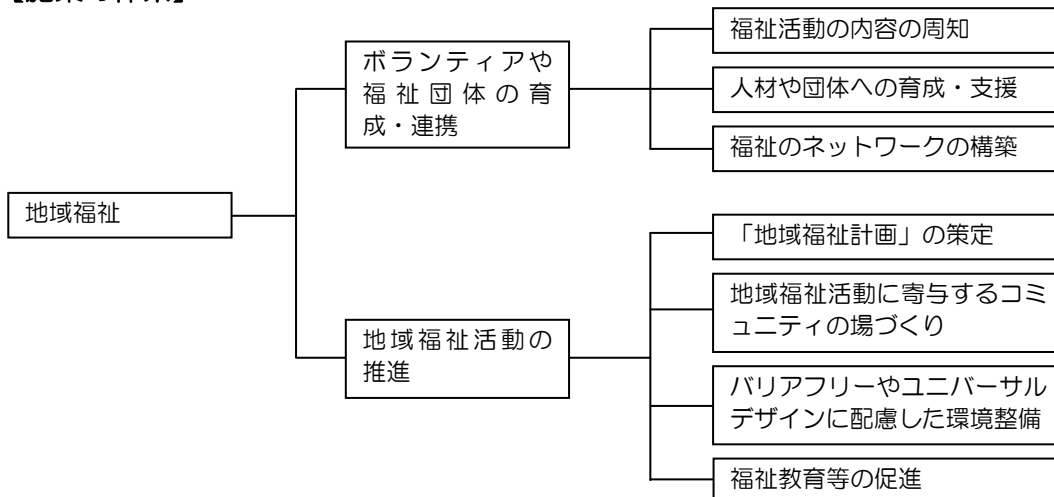 地域福祉
ボランティアや
福祉団体の育
成・連携
福祉活動の内容の周知
人材や団体への育成・支援
福祉のネットワークの構築
地域福祉活動の
推進
「地域福祉計画」の策定
地域福祉活動に寄与するコミ
ュニティの場づくり
バリアフリーやユニバーサル
デザインに配慮した環境整備
福祉教育等の促進